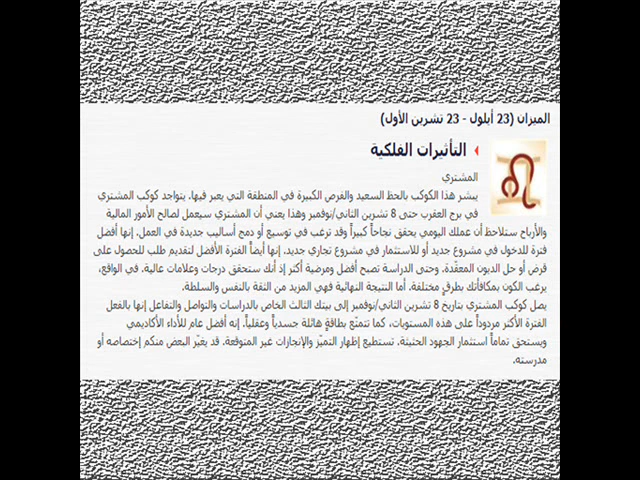 الميزان (23 أيلول - 23 تشرين الأول)
التأثيرات الفلكية
المشتري
يبشر هذا الكوكب بالحظ السعيد والفرص الكبيرة في المنطقة التي يعبر فيها. يتواجد كوكب المشتري
في برج العقرب حتى 8 تشرين الثاني/نوفمبر وهذا يعني أن المشتري سيعمل لصالح الأمور المالية
والأرباح ستلاحظ أن عملك اليومي يحقق نجاحاً كبيراً وقد ترغب في توسيع أو دمج أساليب جديدة في العمل. إنها أفضل
فترة للدخول في مشروع جديد أو للاستثمار في مشروع تجاري جديد. إنها أيضاً الفترة الأفضل لتقديم طلب للحصول على
قرض أو حل الديون المعقّدة. وحتى الدراسة تصبح أفضل ومرضية أكثر إذ أنك ستحقق درجات وعلامات عالية. في الواقع،
يرغب الكون بمكافأتك بطرق مختلفة. أما النتيجة النهائية فهي المزيد من الثقة بالنفس والسلطة.
يصل كوكب المشتري بتاريخ 8 تشرين الثاني/نوفمبر إلى بيتك الثالث الخاص بالدراسات والتواصل والتفاعل إنها بالفعل
الفترة الأكثر مردوداً على هذه المستويات، كما تتمتّع بطاقةٍ هائلة جسدياً وعقلياً. إنه أفضل عام للأداء الأكاديمي
ويستحق تماماً استثمار الجهود الحثيثة. تستطيع إظهار التميّز والإنجازات غير المتوقعة. قد يغيّر البعض منكم إختصاصه أو
مدرسته.